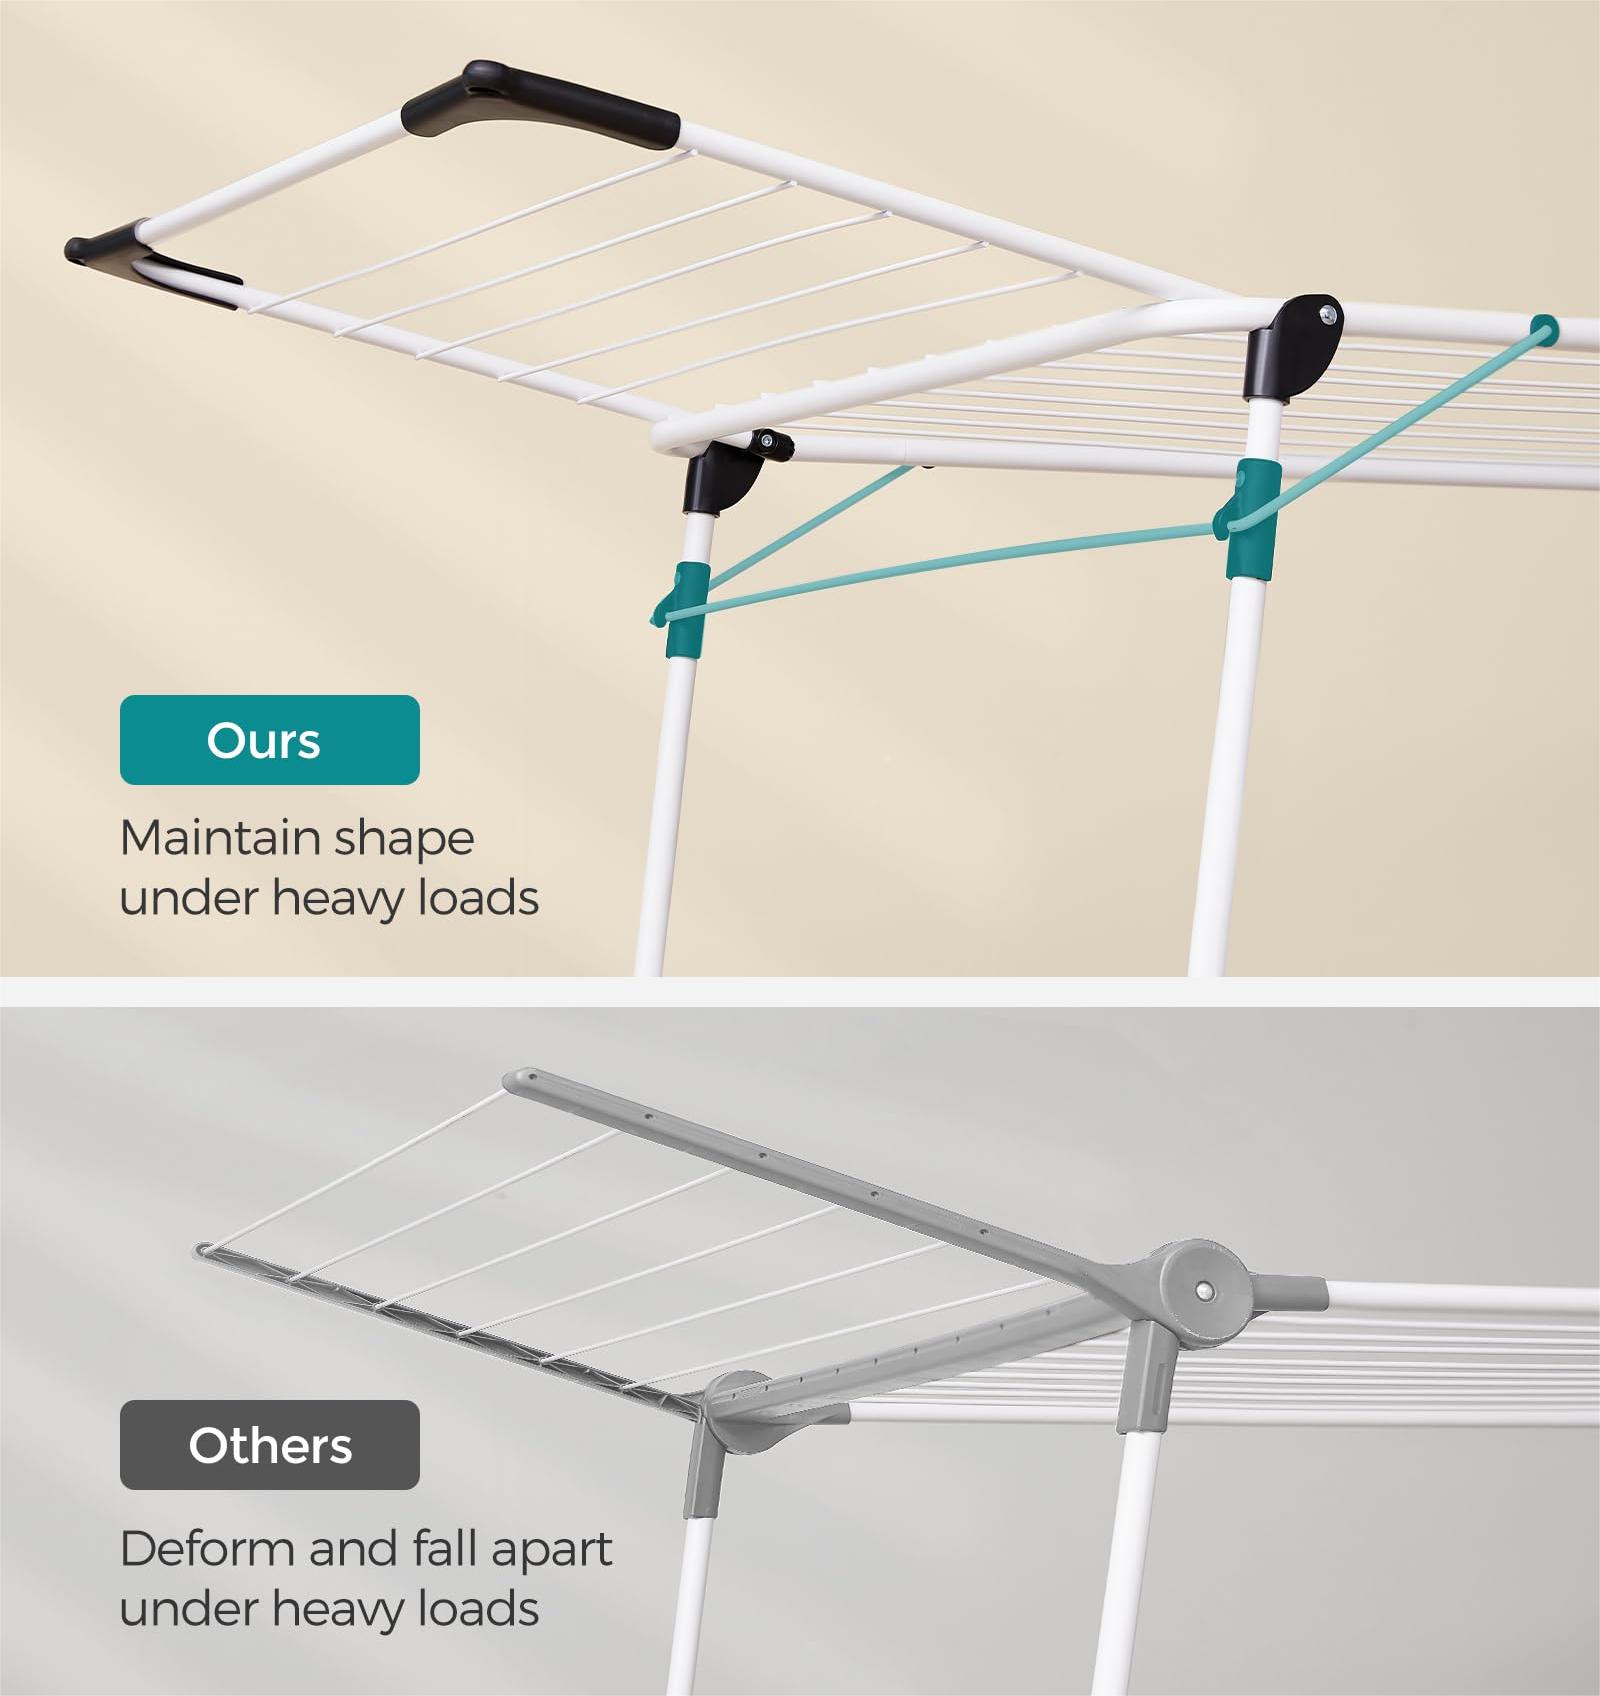 Ours
Maintain shape
under heavy loads
Others
Deform and fall apart
under heavy loads